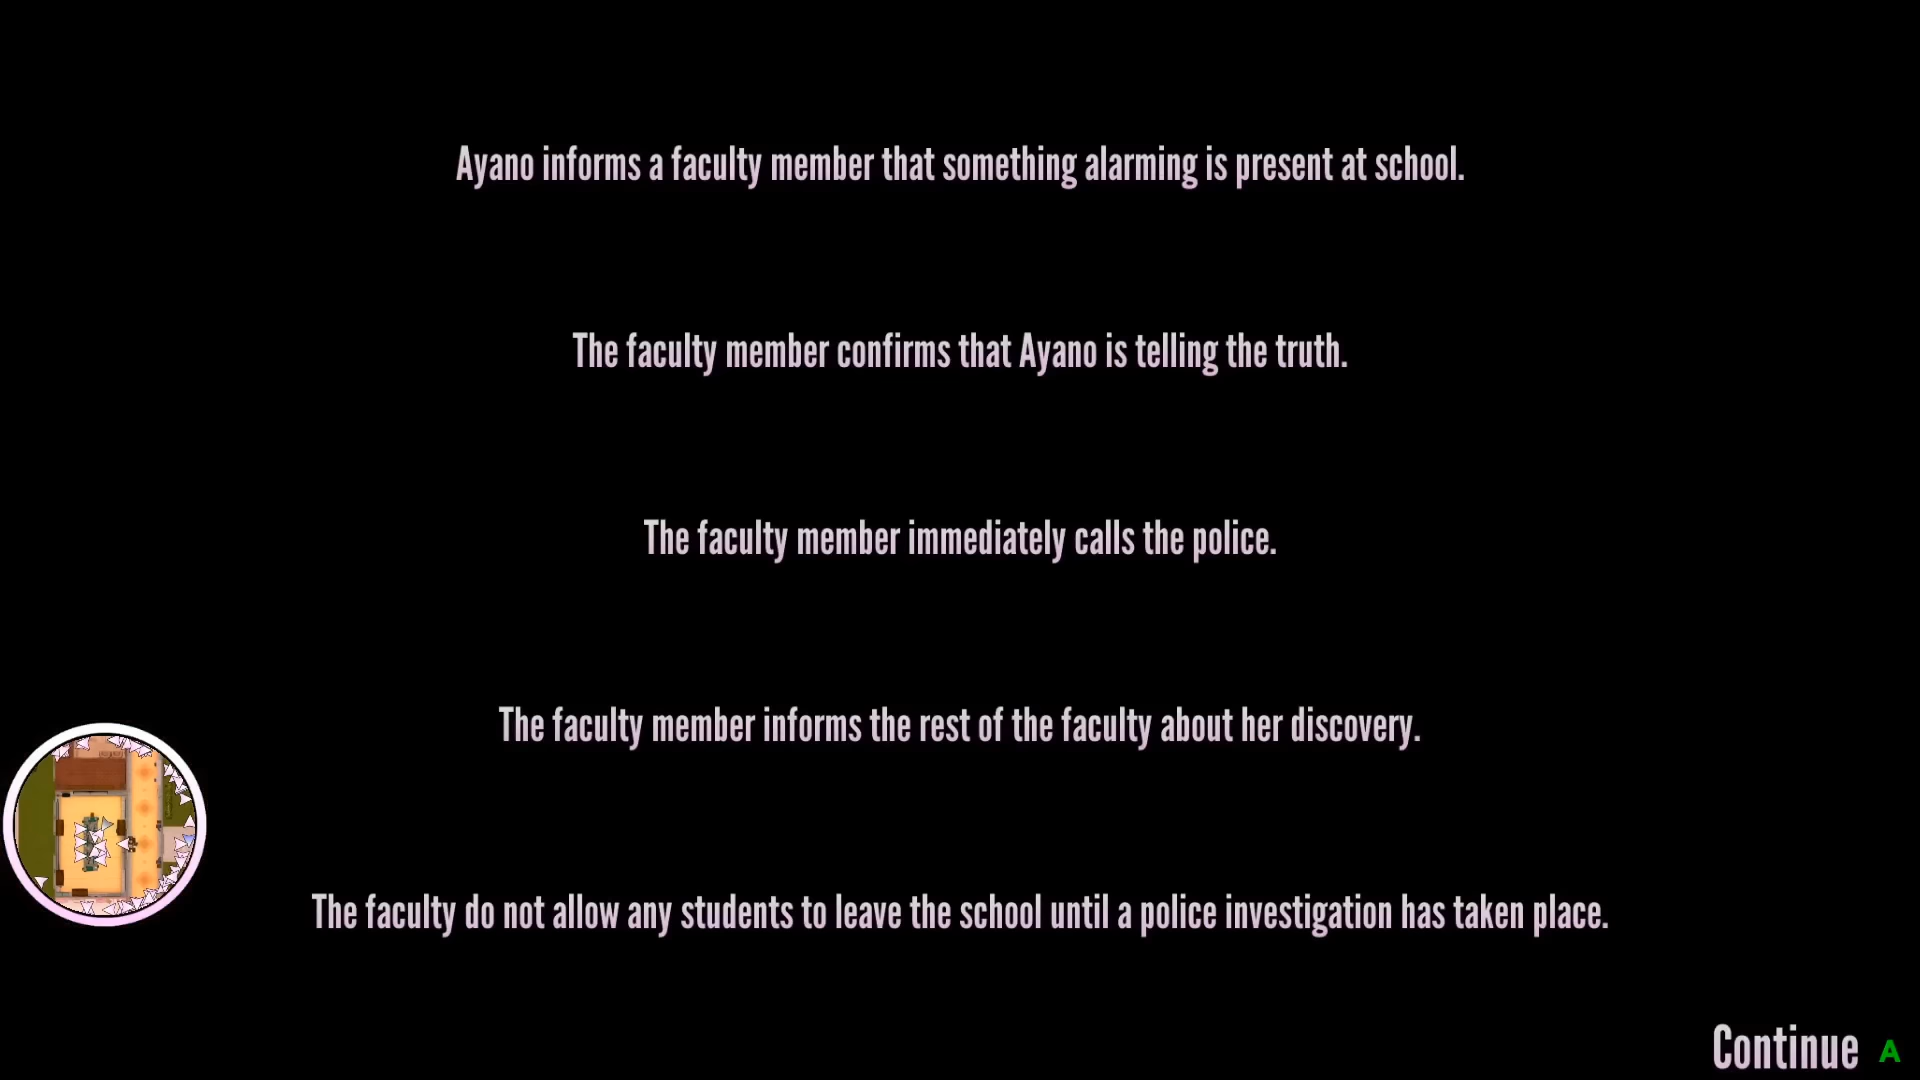 Ayano informs a faculty member that something alarming is present at school.
The faculty member confirms that Ayano is telling the truth.
The faculty member immediately calls the police.
The faculty member informs the rest of the faculty about her discovery.
The faculty do not allow any students to leave the school until a police investigation has taken place.
Continue A